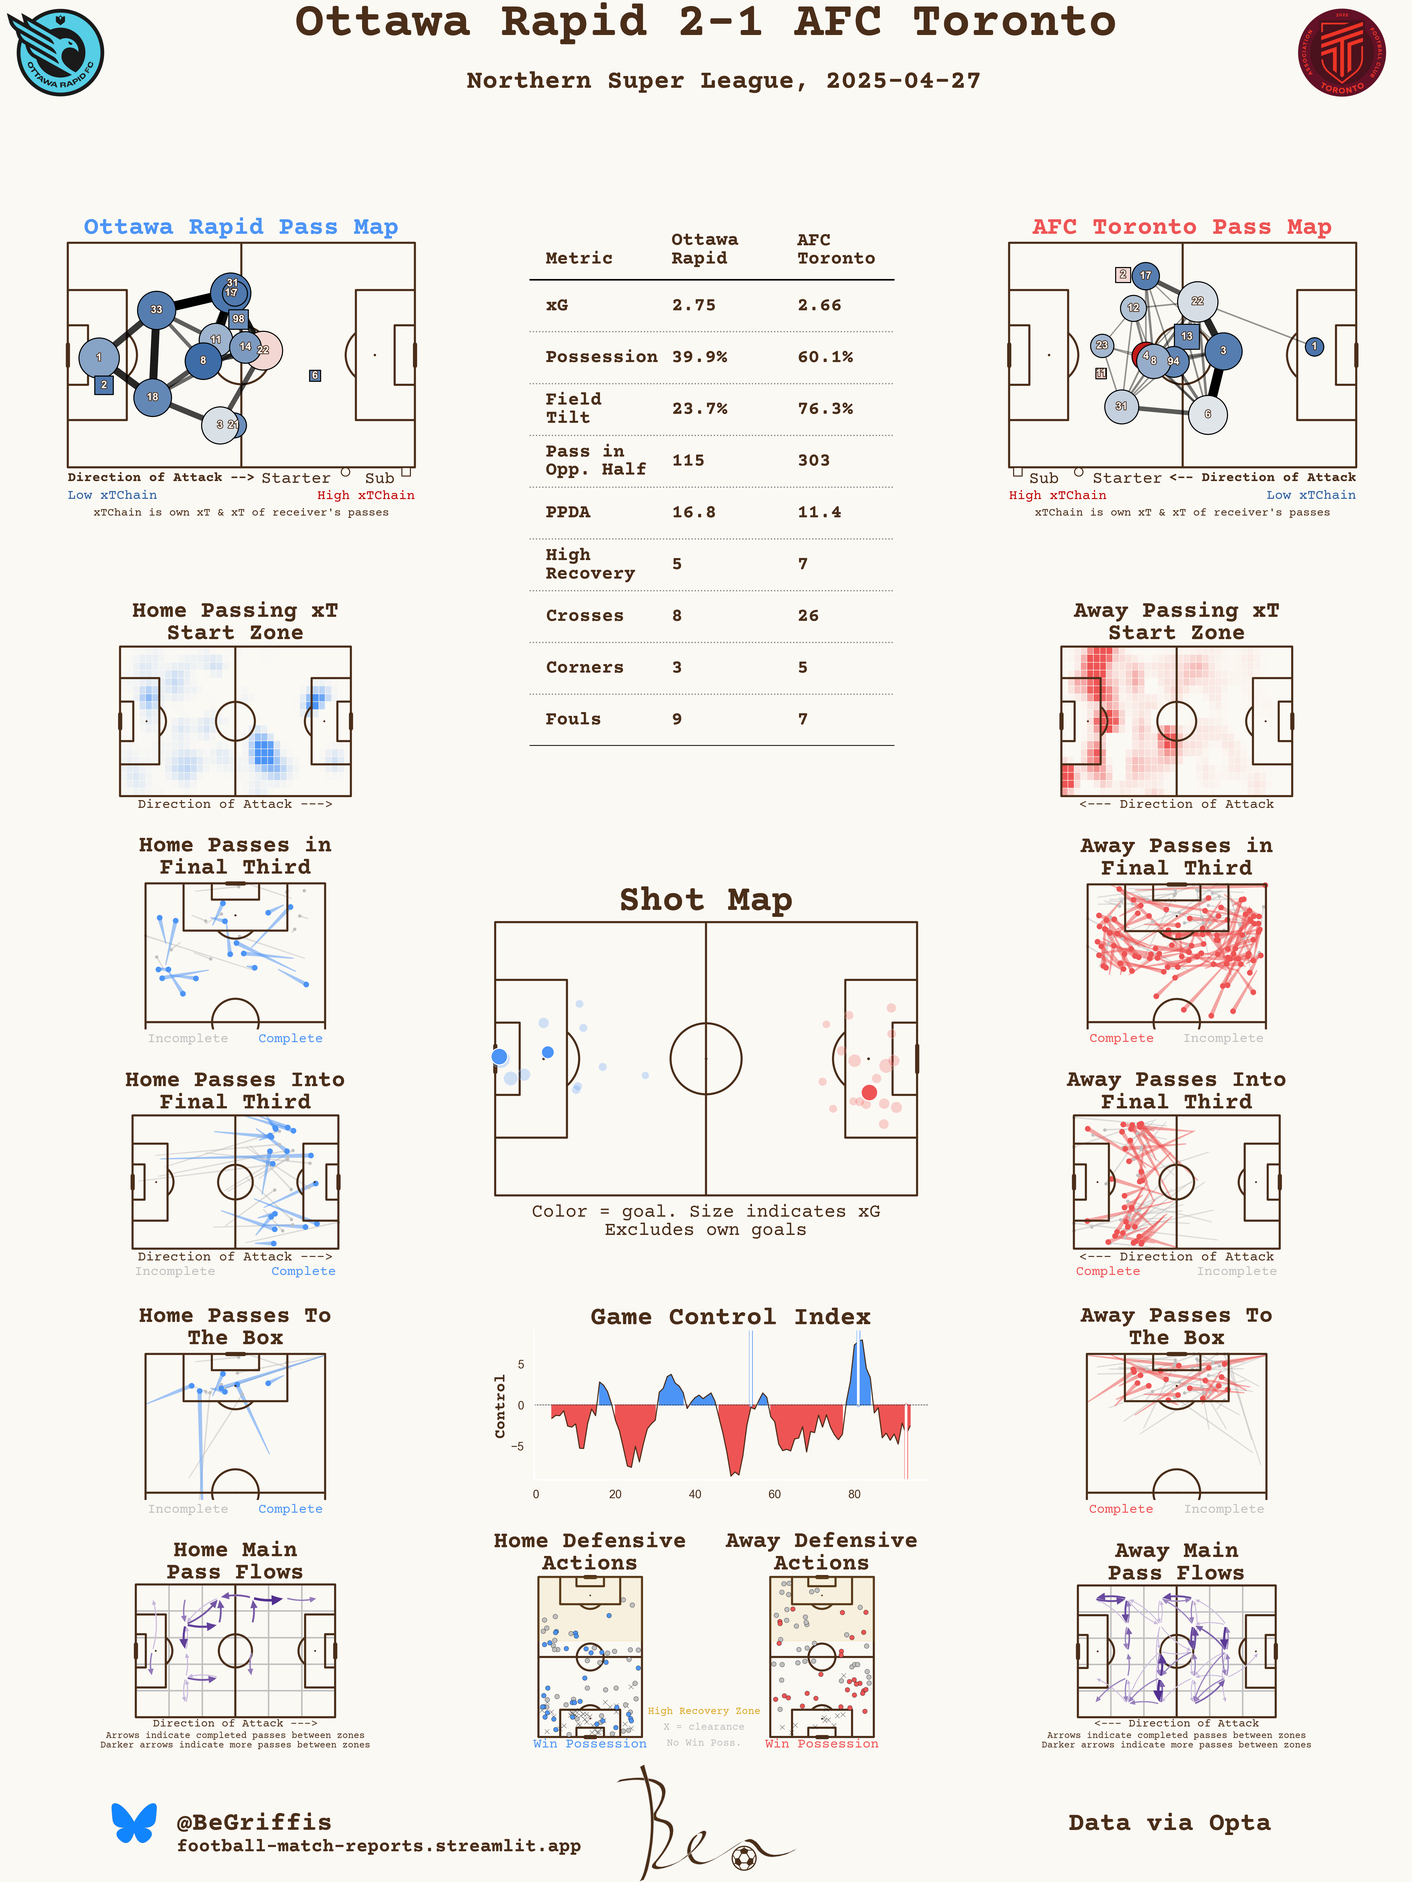 Ottawa Rapid 2-1 AFC Toronto
Northern Super League, 2025-04-27
OTTAWA RAPID FC
2022
ASSOCIATION
FOOTBALL CLUB
TORONTO
Ottawa Rapid Pass Map
33
31
7
98
11
14
22
8
1
2
18
3
21
6
Direction of Attack --> Starter Sub
Low xTChain High xTChain
xTChain is own xT & xT of receiver's passes
Metric Ottawa Rapid AFC Toronto
xG 2.75 2.66
Possession 39.9% 60.1%
Field Tilt 23.7% 76.3%
Pass in Opp. Half 115 303
PPDA 16.8 11.4
High Recovery 5 7
Crosses 8 26
Corners 3 5
Fouls 9 7
AFC Toronto Pass Map
2
17
22
12
13
23
4
8
94
3
1
11
31
6
Sub Starter <-- Direction of Attack
High xTChain Low xTChain
xTChain is own xT & xT of receiver's passes
Home Passing xT
Start Zone
Direction of Attack --->
Away Passing xT
Start Zone
<--- Direction of Attack
Home Passes in
Final Third
Incomplete Complete
Away Passes in
Final Third
Complete Incomplete
Shot Map
Color = goal. Size indicates xG
Excludes own goals
Home Passes Into
Final Third
Direction of Attack --->
Incomplete Complete
Away Passes Into
Final Third
<--- Direction of Attack
Complete Incomplete
Home Passes To
The Box
Incomplete Complete
Game Control Index
Control
5
0
−5
0 20 40 60 80
Away Passes To
The Box
Complete Incomplete
Home Main
Pass Flows
Direction of Attack --->
Arrows indicate completed passes between zones
Darker arrows indicate more passes between zones
Home Defensive
Actions
Win Possession
Away Defensive
Actions
Win Possession
High Recovery Zone
X = clearance
No Win Poss.
Away Main
Pass Flows
<--- Direction of Attack
Arrows indicate completed passes between zones
Darker arrows indicate more passes between zones
@BeGriffis
football-match-reports.streamlit.app
Ben
Data via Opta